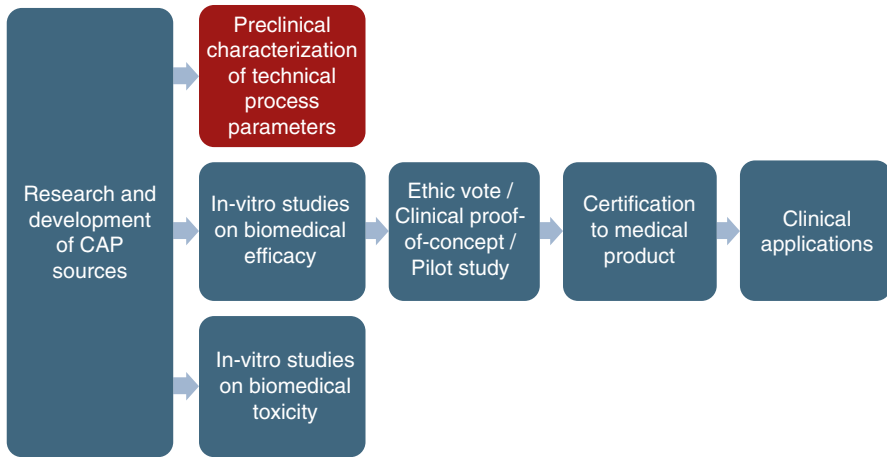 Research and
development
of CAP
sources
Preclinical
characterization
of technical
process
parameters
In-vitro studies
on biomedical
efficacy
Ethic vote /
Clinical proof-
of-concept /
Pilot study
Certification
to medical
product
Clinical
applications
In-vitro studies
on biomedical
toxicity